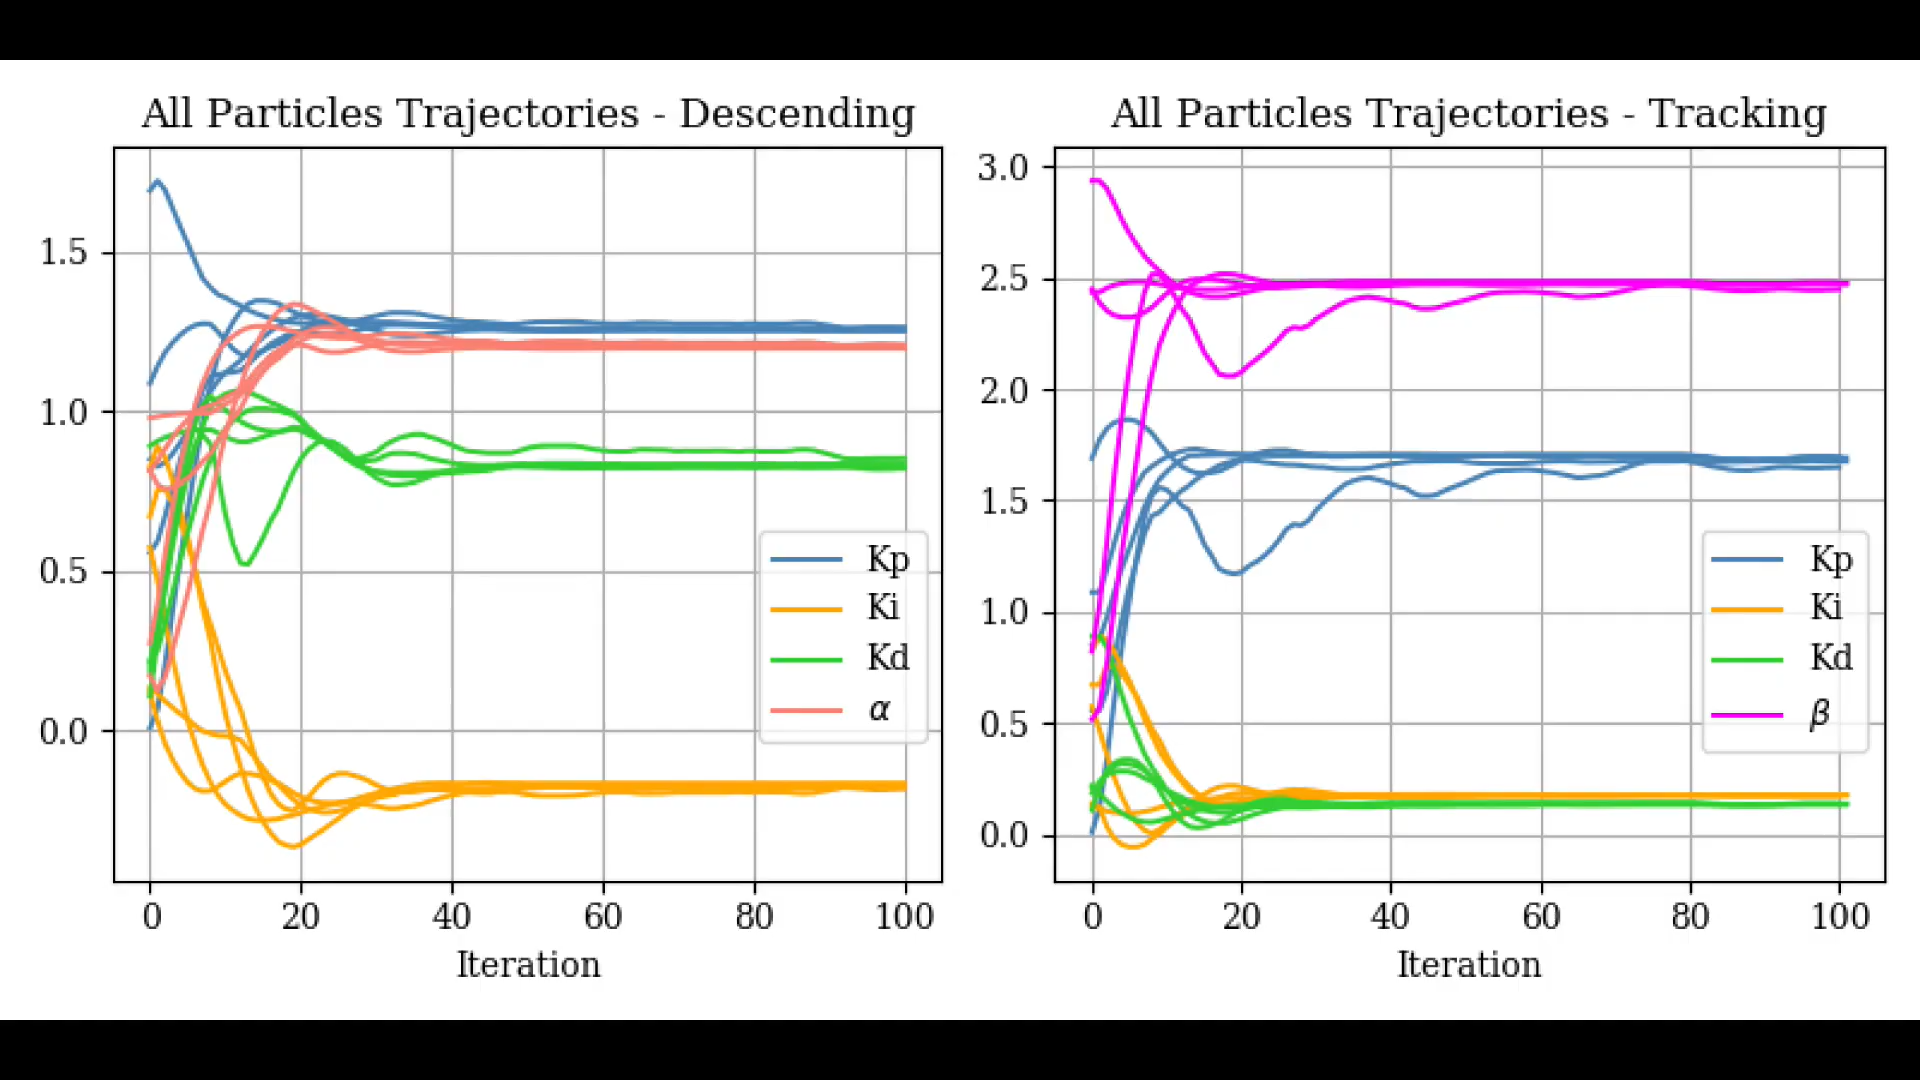 All Particles Trajectories - Descending
1.5
1.0
0.5
0.0
0 20 40 60 80 100
Iteration
Kp
Ki
Kd
α
All Particles Trajectories - Tracking
3.0
2.5
2.0
1.5
1.0
0.5
0.0
0 20 40 60 80 100
Iteration
Kp
Ki
Kd
β